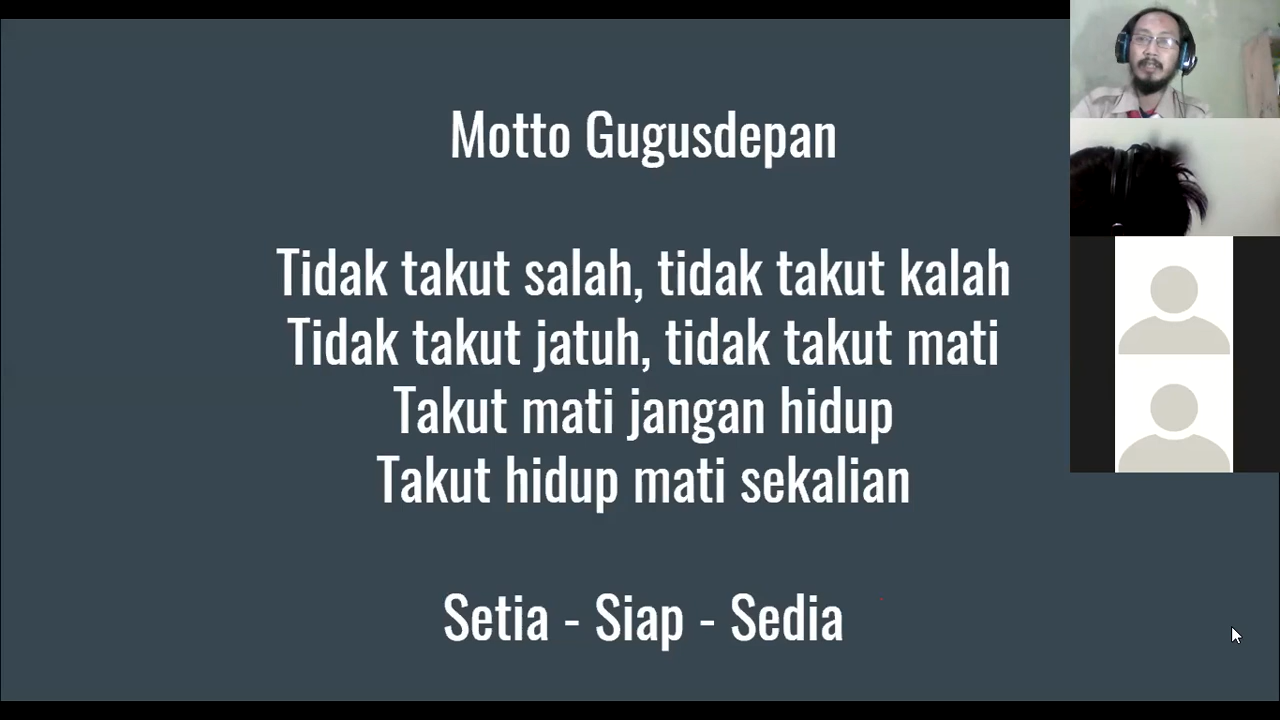 Motto Gugusdepan
Tidak takut salah, tidak takut kalah
Tidak takut jatuh, tidak takut mati
Takut mati jangan hidup
Takut hidup mati sekalian
Setia - Siap - Sedia